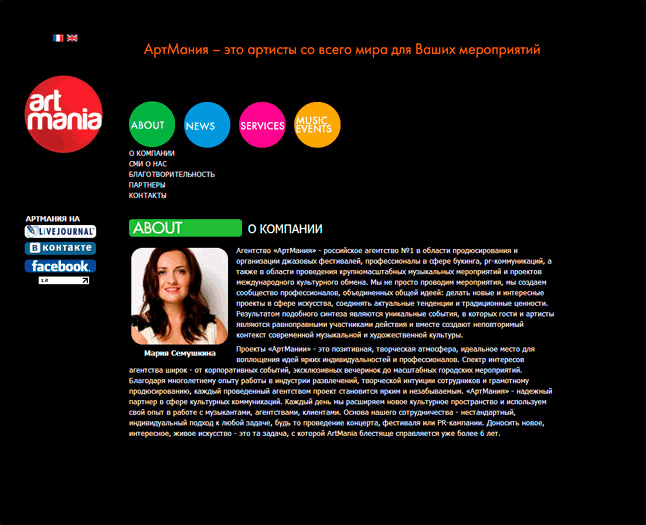 АртМания – это артисты со всего мира для Ваших мероприятий
art
mania
ABOUT
NEWS
SERVICES
MUSIC
EVENTS
О КОМПАНИИ
СМИ О НАС
БЛАГОТВОРИТЕЛЬНОСТЬ
ПАРТНЕРЫ
КОНТАКТЫ
АРТМАНИЯ НА
LIVEJOURNAL
В контакте
facebook
ABOUT О КОМПАНИИ
Агентство «АртМания» - российское агентство №1 в области продюсирования и
организации джазовых фестивалей, профессионалы в сфере букинга, pr-коммуникаций, а
также в области проведения крупномасштабных музыкальных мероприятий и проектов
международного культурного обмена. Мы не просто проводим мероприятия, мы создаем
сообщество профессионалов, объединенных общей идеей: делать новые и интересные
проекты в сфере искусства, соединять актуальные тенденции и традиционные ценности.
Результатом подобного синтеза являются уникальные события, в которых гости и артисты
являются равноправными участниками действия и вместе создают неповторимый
контекст современной музыкальной и художественной культуры.
Мария Семушкина
Проекты «АртМании» - это позитивная, творческая атмосфера, идеальное место для
воплощения идей ярких индивидуальностей и профессионалов. Спектр интересов
агентства широк - от корпоративных событий, эксклюзивных вечеринок до масштабных городских мероприятий.
Благодаря многолетнему опыту работы в индустрии развлечений, творческой интуиции сотрудников и грамотному
продюсированию, каждый проведенный агентством проект становится ярким и незабываемым. «АртМания» - надежный
партнер в сфере культурных коммуникаций. Каждый день мы расширяем новое культурное пространство и используем
свой опыт в работе с музыкантами, агентствами, клиентами. Основа нашего сотрудничества - нестандартный,
индивидуальный подход к любой задаче, будь то проведение концерта, фестиваля или PR-кампании. Доносить новое,
интересное, живое искусство - это та задача, с которой ArtMania блестяще справляется уже более 6 лет.